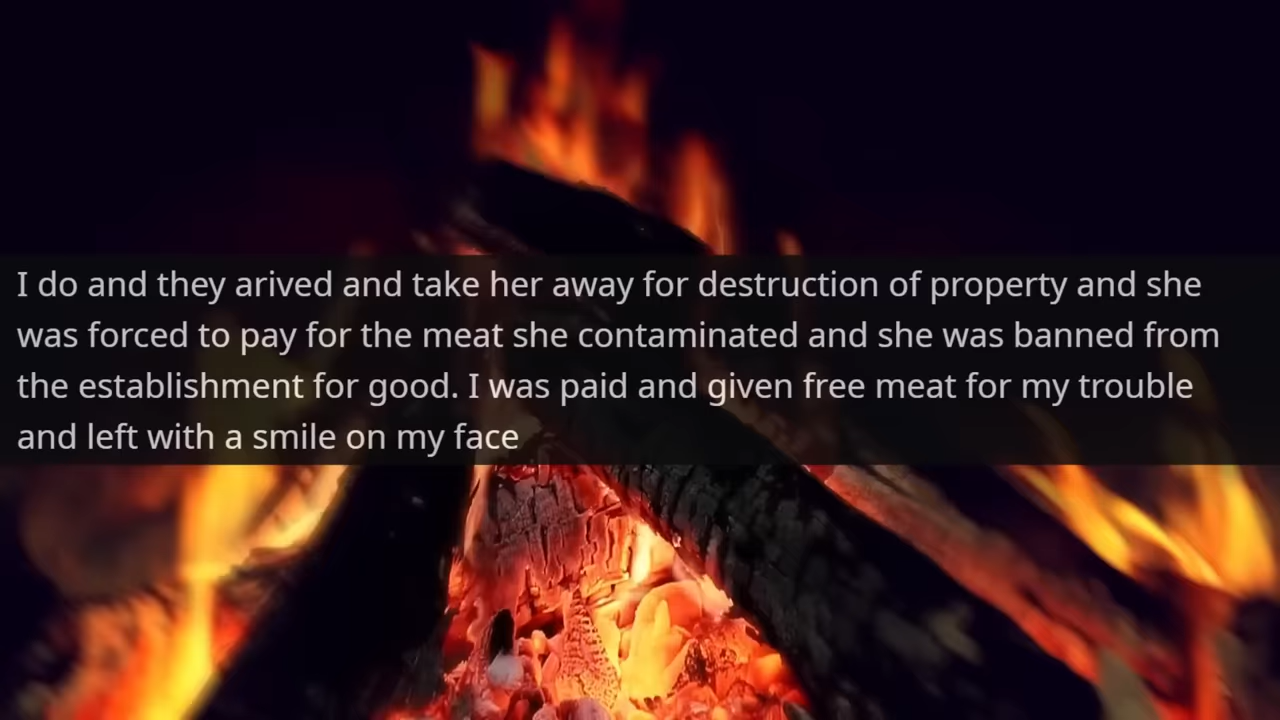 I do and they arived and take her away for destruction of property and she
was forced to pay for the meat she contaminated and she was banned from
the establishment for good. I was paid and given free meat for my trouble
and left with a smile on my face